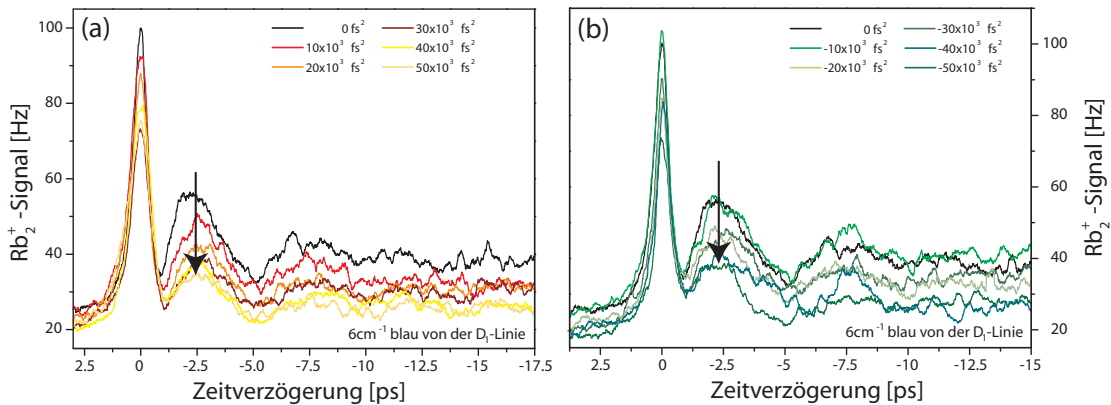 (a)
0 fs²
10x10³ fs²
20x10³ fs²
30x10³ fs²
40x10³ fs²
50x10³ fs²
100
80
60
40
20
Rb₂⁺-Signal [Hz]
6cm⁻¹ blau von der D₁-Linie
2.5 0 -2.5 -5.0 -7.5 -10 -12.5 -15 -17.5
Zeitverzögerung [ps]
(b)
0 fs²
-10x10³ fs²
-20x10³ fs²
-30x10³ fs²
-40x10³ fs²
-50x10³ fs²
100
80
60
40
20
Rb₂⁺-Signal [Hz]
6cm⁻¹ blau von der D₁-Linie
2.5 0 -2.5 -5 -7.5 -10 -12.5 -15
Zeitverzögerung [ps]